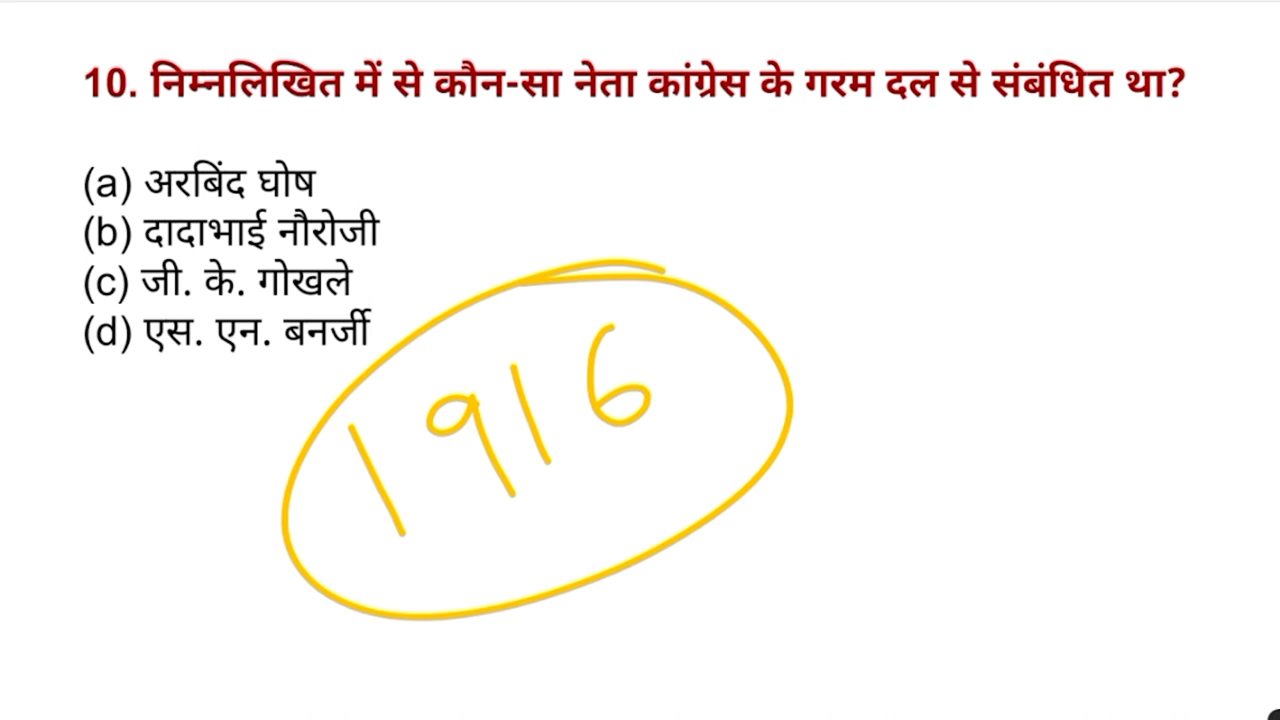 10. निम्नलिखित में से कौन-सा नेता कांग्रेस के गरम दल से संबंधित था?
(a) अरबिंद घोष
(b) दादाभाई नौरोजी
(c) जी. के. गोखले
(d) एस. एन. बनर्जी
1916